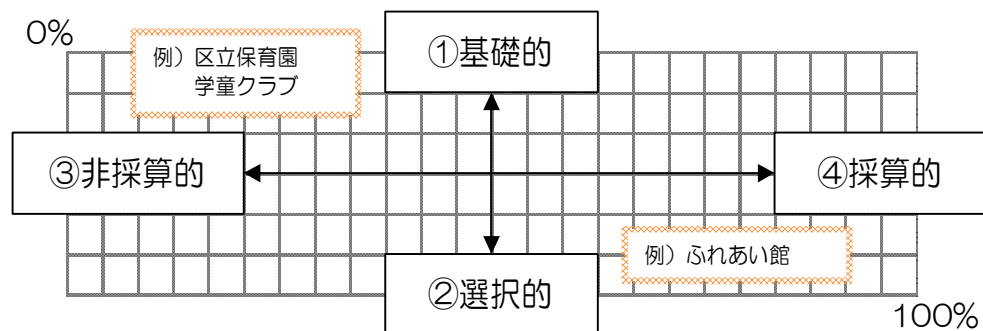 0%
例）区立保育園
学童クラブ
①基礎的
③非採算的
④採算的
例）ふれあい館
②選択的
100%